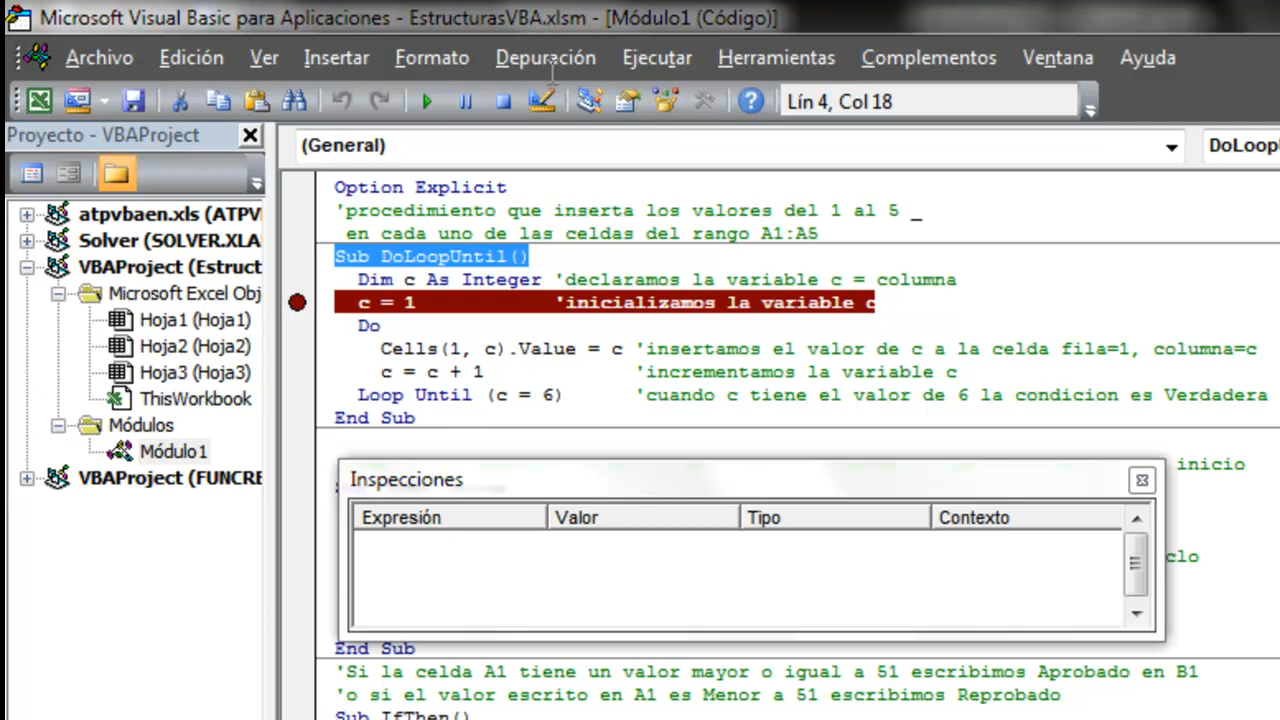 Microsoft Visual Basic para Aplicaciones - EstructurasVBA.xlsm - [Módulo1 (Código)]
Archivo Edición Ver Insertar Formato Depuración Ejecutar Herramientas Complementos Ventana Ayuda
Lín 4, Col 18
Proyecto - VBAProject
(General)
DoLoopU
atpvbaen.xls (ATPV
Solver (SOLVER.XLA
VBAProject (Estruct
Microsoft Excel Obj
Hoja1 (Hoja1)
Hoja2 (Hoja2)
Hoja3 (Hoja3)
ThisWorkbook
Módulos
Módulo1
VBAProject (FUNCRE
Option Explicit
'procedimiento que inserta los valores del 1 al 5 _
en cada uno de las celdas del rango A1:A5
Sub DoLoopUntil()
Dim c As Integer 'declaramos la variable c = columna
c = 1 'inicializamos la variable c
Do
Cells(1, c).Value = c 'insertamos el valor de c a la celda fila=1, columna=c
c = c + 1 'incrementamos la variable c
Loop Until (c = 6) 'cuando c tiene el valor de 6 la condicion es Verdadera
End Sub
inicio
Inspecciones
Expresión Valor Tipo Contexto
clo
End Sub
'Si la celda A1 tiene un valor mayor o igual a 51 escribimos Aprobado en B1
'o si el valor escrito en A1 es Menor a 51 escribimos Reprobado
Sub IfThen()